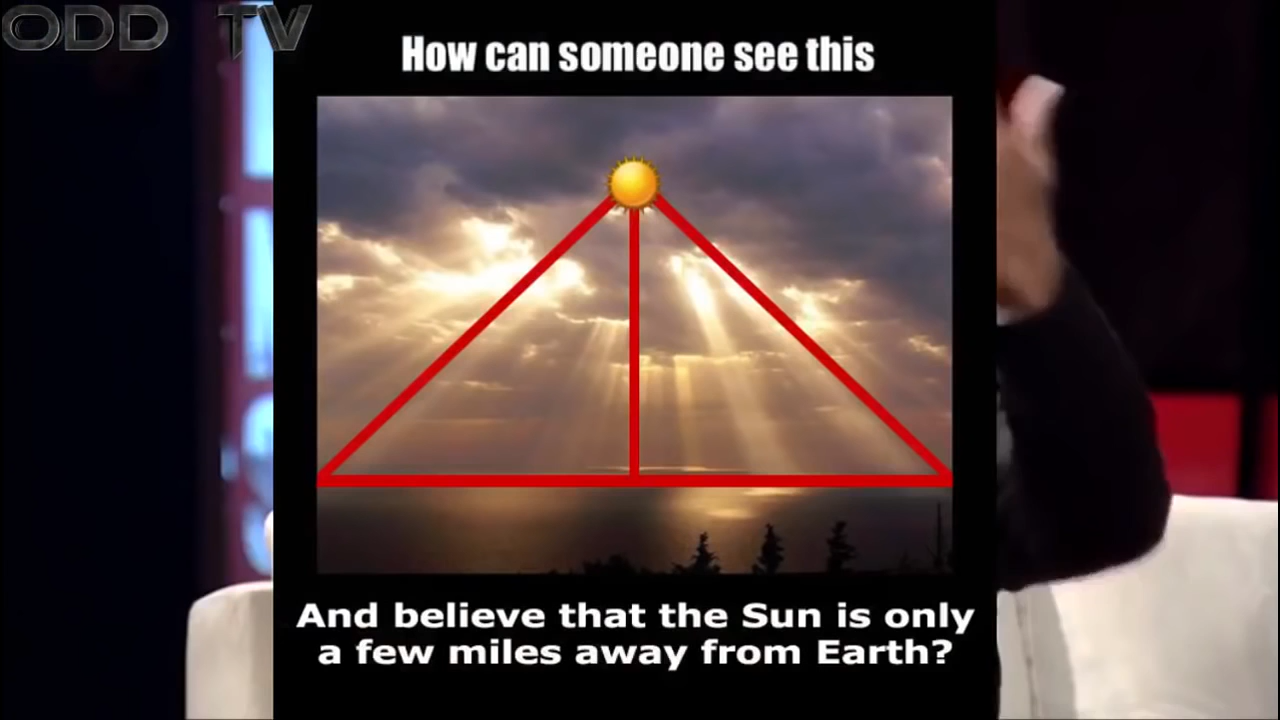 ODD TV
How can someone see this
And believe that the Sun is only
a few miles away from Earth?